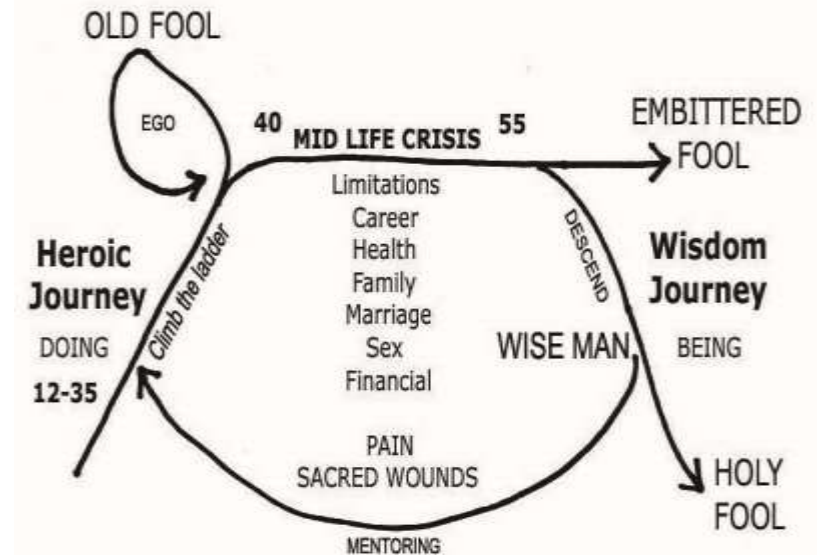 OLD FOOL
EGO
40
MID LIFE CRISIS
55
EMBITTERED
FOOL
Limitations
Career
Health
Family
Marriage
Sex
Financial
Heroic
Journey
DOING
12-35
Climb the ladder
DESCEND
Wisdom
Journey
BEING
WISE MAN
PAIN
SACRED WOUNDS
MENTORING
HOLY
FOOL